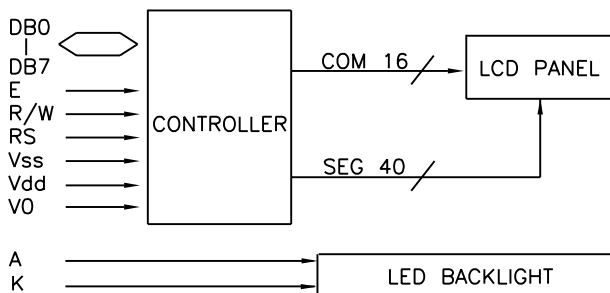 DB0
DB7
E
R/W
RS
Vss
Vdd
V0
CONTROLLER
COM 16
SEG 40
LCD PANEL
A
K
LED BACKLIGHT